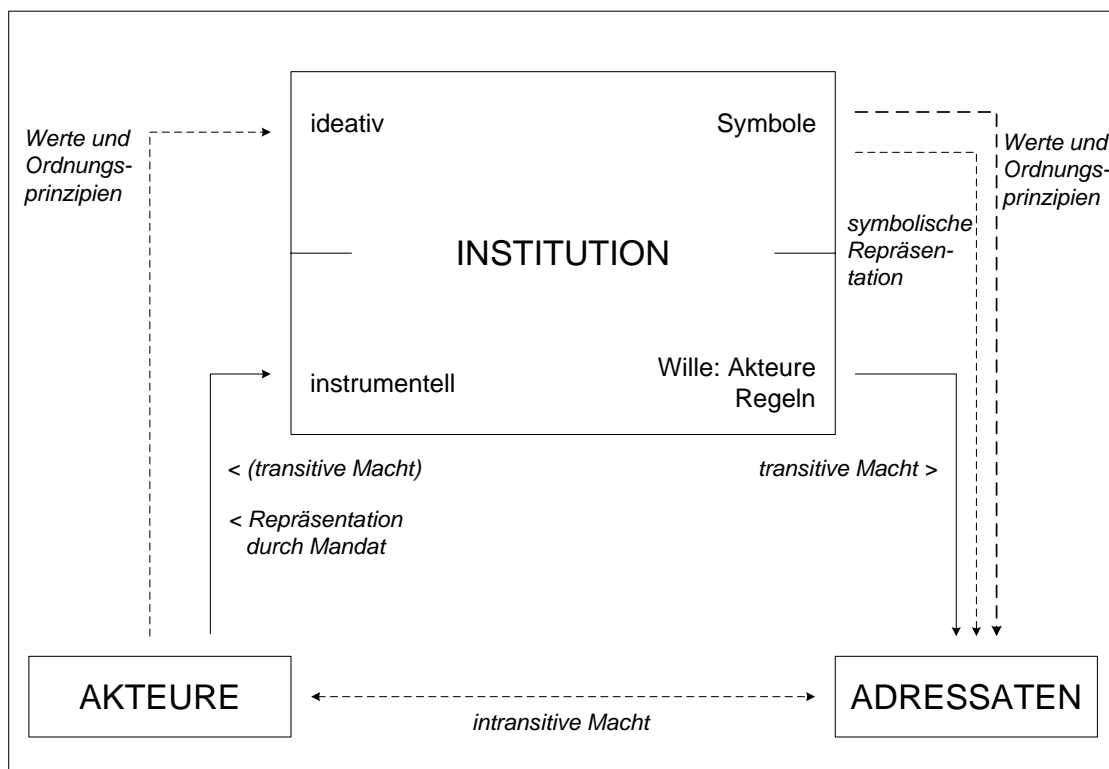 ideativ
Symbole
Werte und
Ordnungs-
prinzipien
Werte und
Ordnungs-
prinzipien
symbolische
Repräsen-
tation
INSTITUTION
instrumentell
Wille: Akteure
Regeln
< (transitive Macht)
transitive Macht >
< Repräsentation
durch Mandat
AKTEURE
ADRESSATEN
intransitive Macht